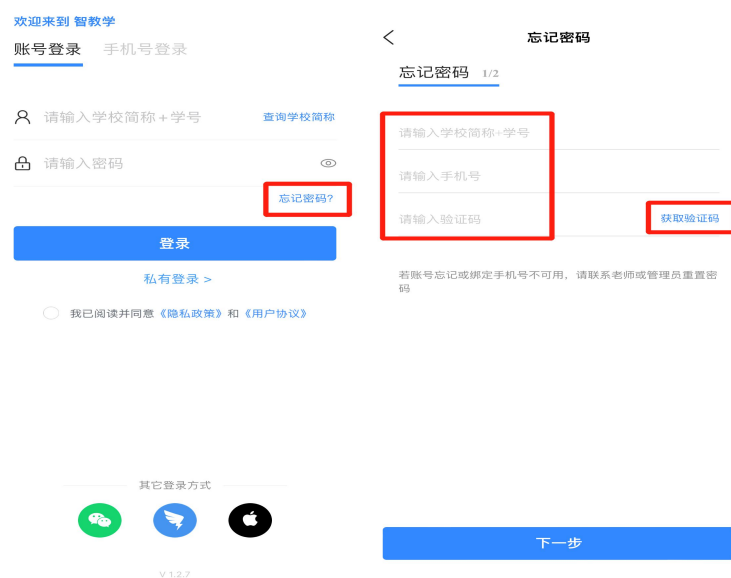 欢迎来到 智教学
账号登录 手机号登录
请输入学校简称+学号 查询学校简称
请输入密码
忘记密码?
登录
私有登录 >
我已阅读并同意《隐私政策》和《用户协议》
其它登录方式
V 1.2.7
忘记密码
忘记密码 1/2
请输入学校简称+学号
请输入手机号
请输入验证码 获取验证码
若账号忘记或绑定手机号不可用，请联系老师或管理员重置密
码
下一步